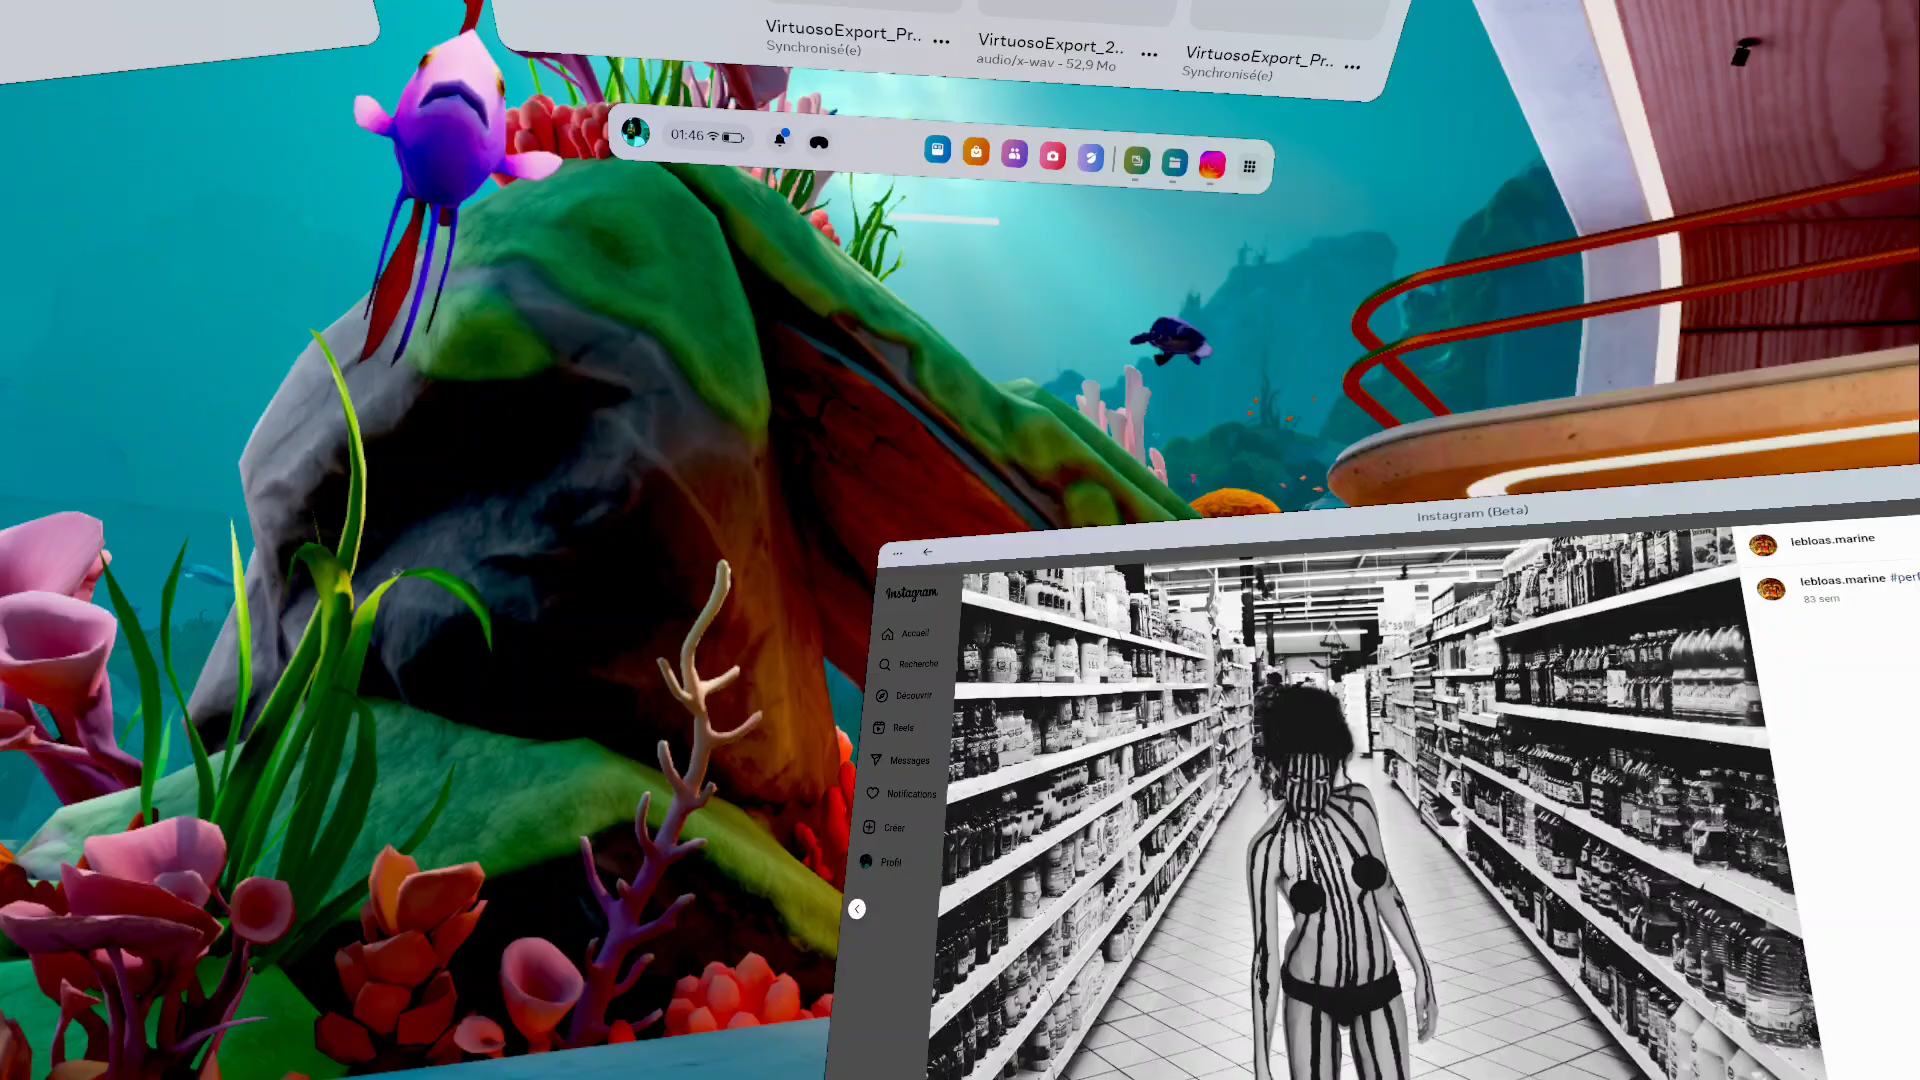 VirtuosoExport_Pr..
Synchronisé(e)
VirtuosoExport_2..
audio/x-wav - 52,9 Mo
VirtuosoExport_Pr..
Synchronisé(e)
01:46
Instagram (Beta)
Instagram
Accueil
Recherche
Découvrir
Reels
Messages
Notifications
Créer
Profil
lebloas.marine
lebloas.marine #perf
83 sem